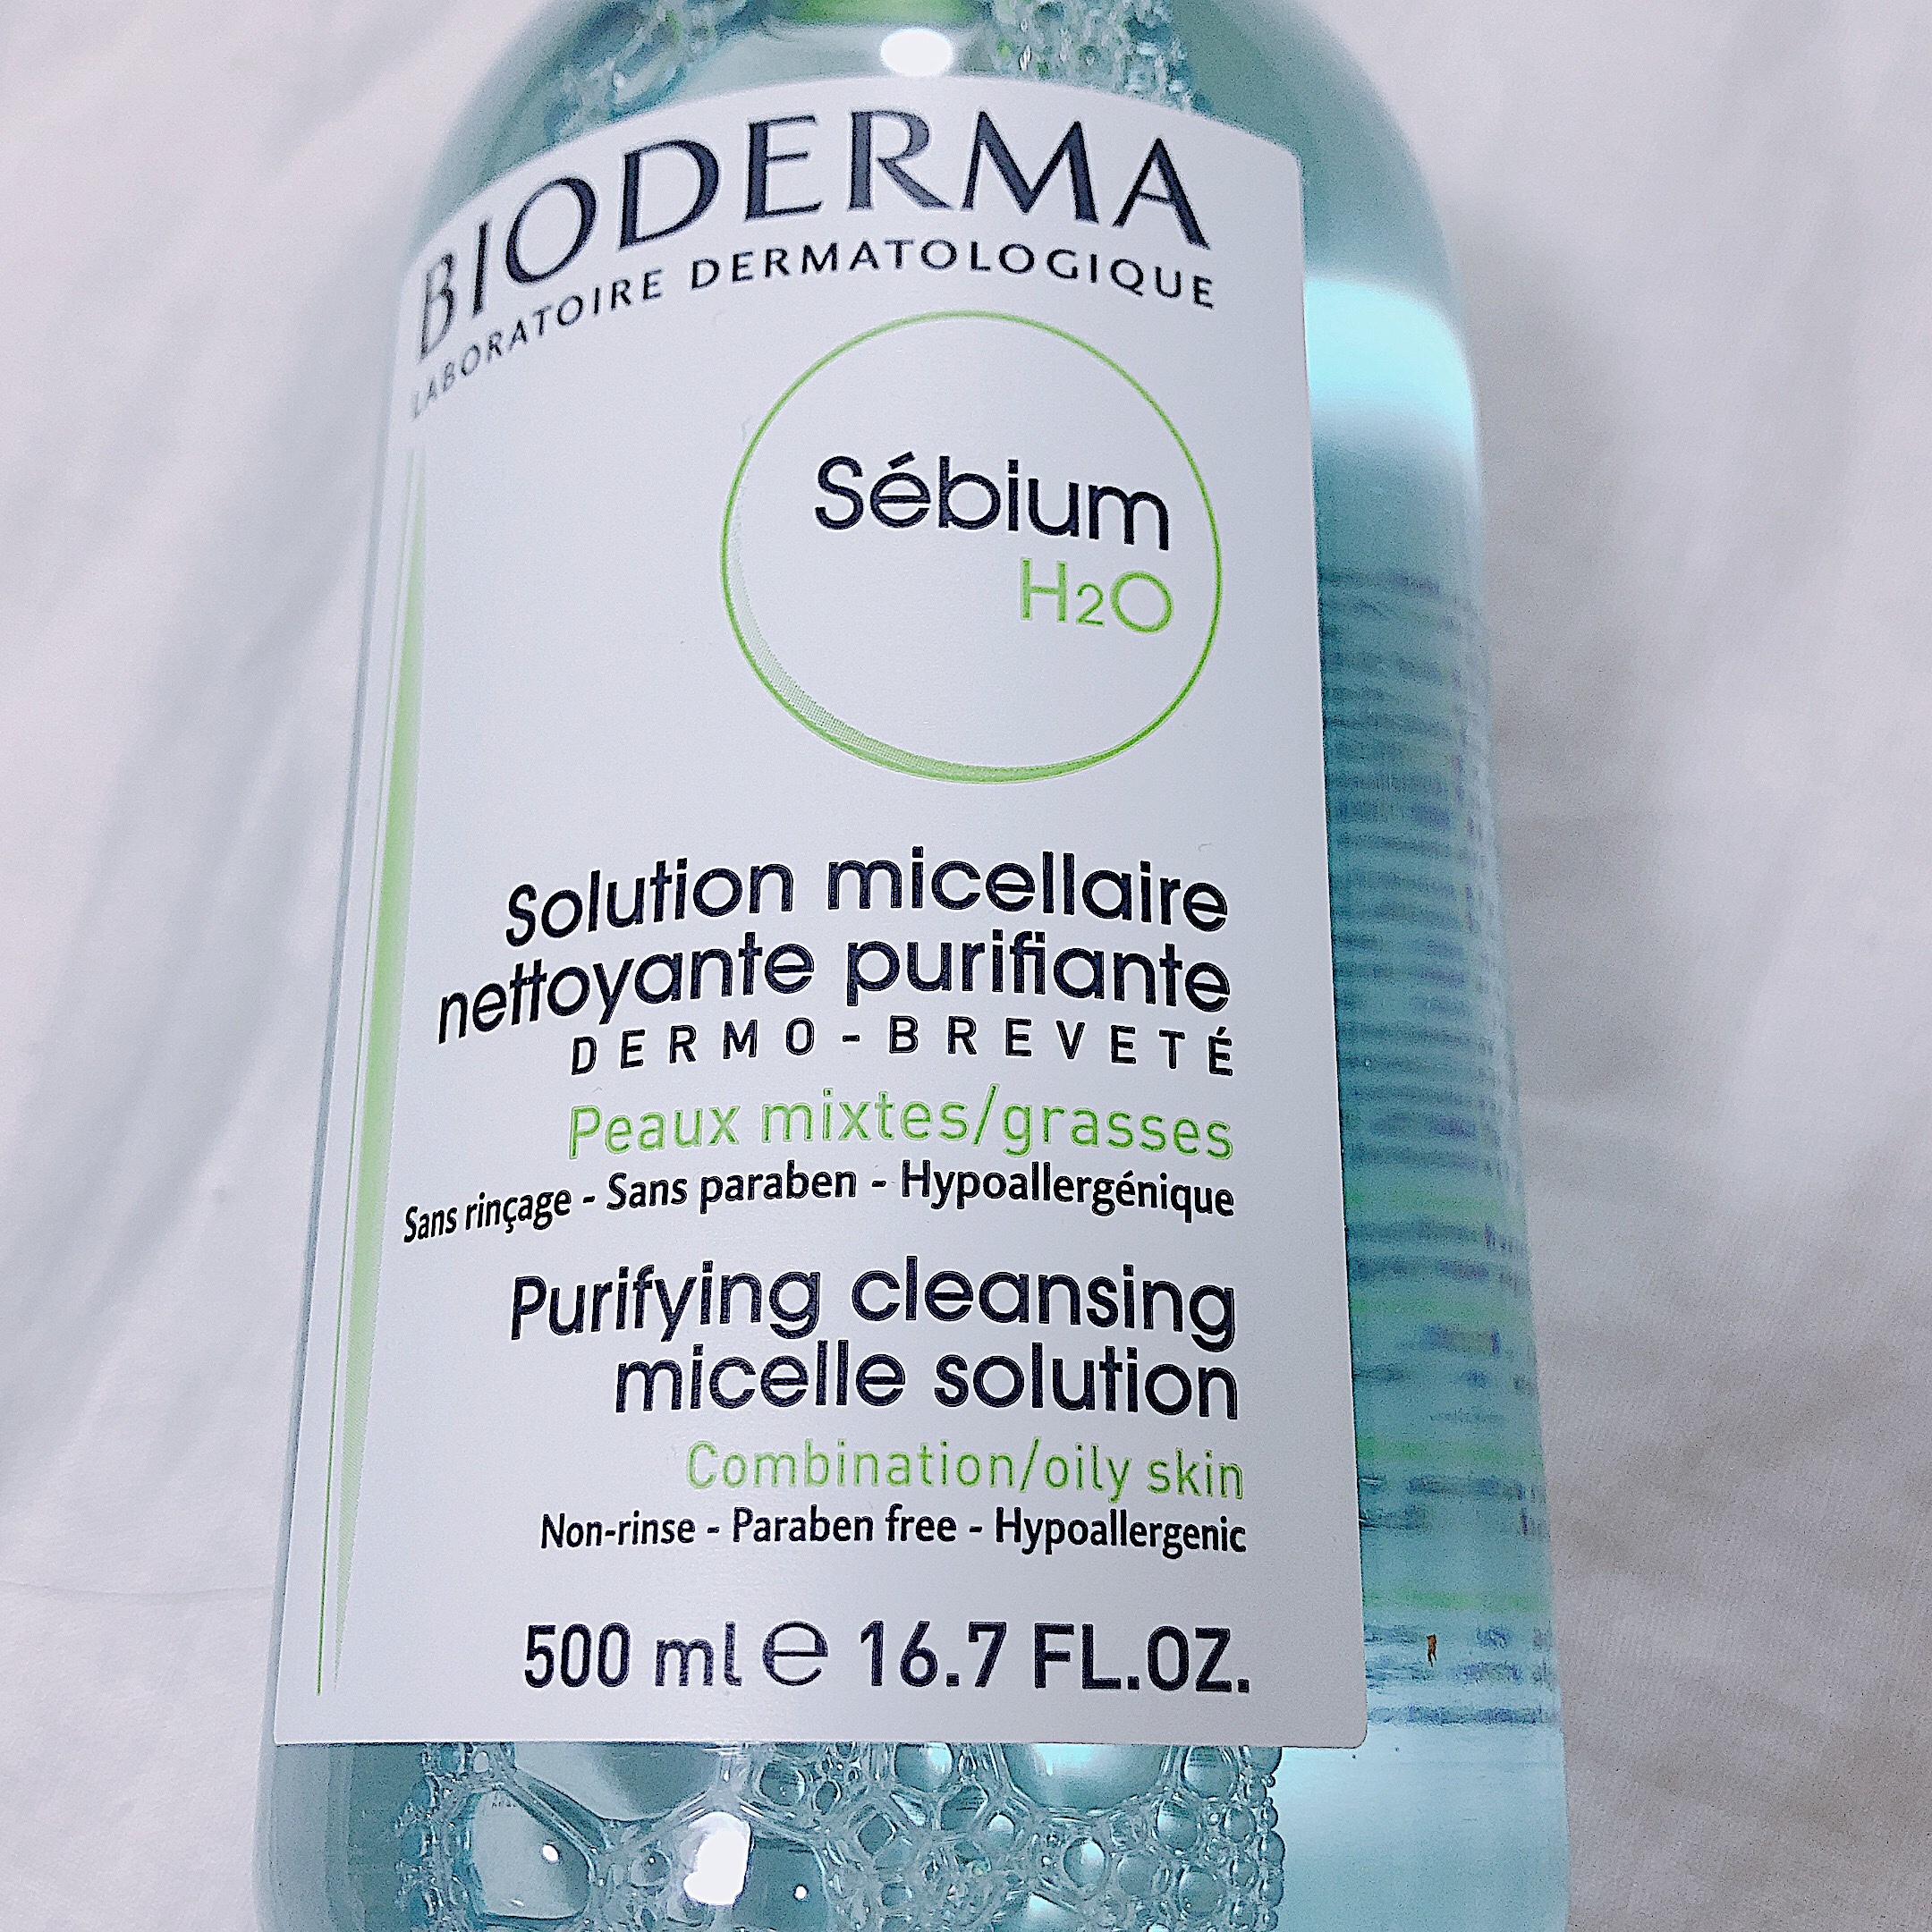 BIODERMA
LABORATOIRE DERMATOLOGIQUE
Sébium
H2O
Solution micellaire
nettoyante purifiante
DERMO-BREVETÉ
Peaux mixtes/grasses
Sans rinçage - Sans paraben - Hypoallergénique
Purifying cleansing
micelle solution
Combination/oily skin
Non-rinse - Paraben free - Hypoallergenic
500 ml e 16.7 FL.OZ.